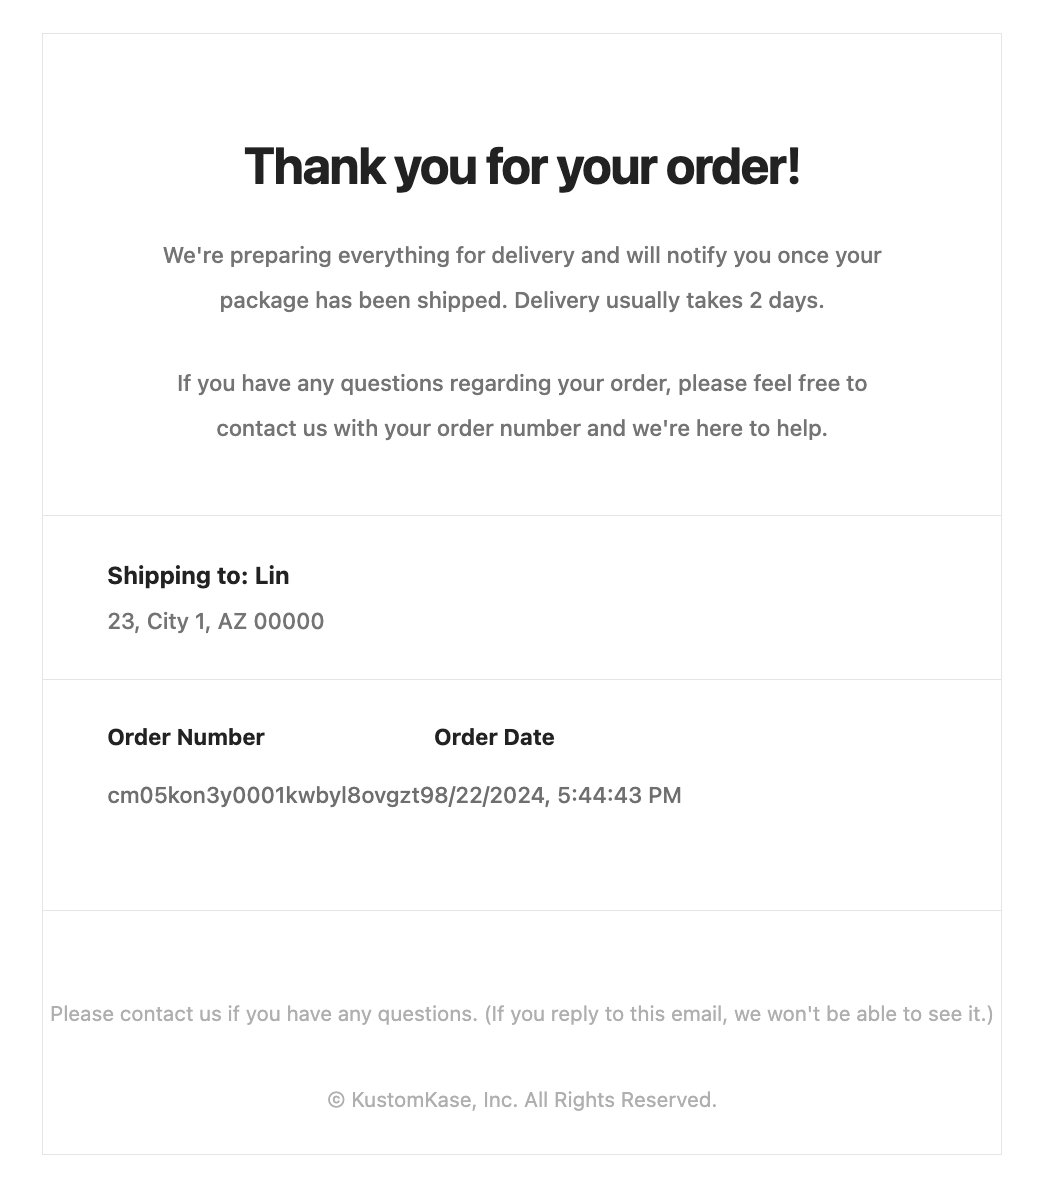 Thank you for your order!
We're preparing everything for delivery and will notify you once your
package has been shipped. Delivery usually takes 2 days.
If you have any questions regarding your order, please feel free to
contact us with your order number and we're here to help.
Shipping to: Lin
23, City 1, AZ 00000
Order Number Order Date
cm05kon3y0001kwbyl8ovgzt98/22/2024, 5:44:43 PM
Please contact us if you have any questions. (If you reply to this email, we won't be able to see it.)
© KustomKase, Inc. All Rights Reserved.